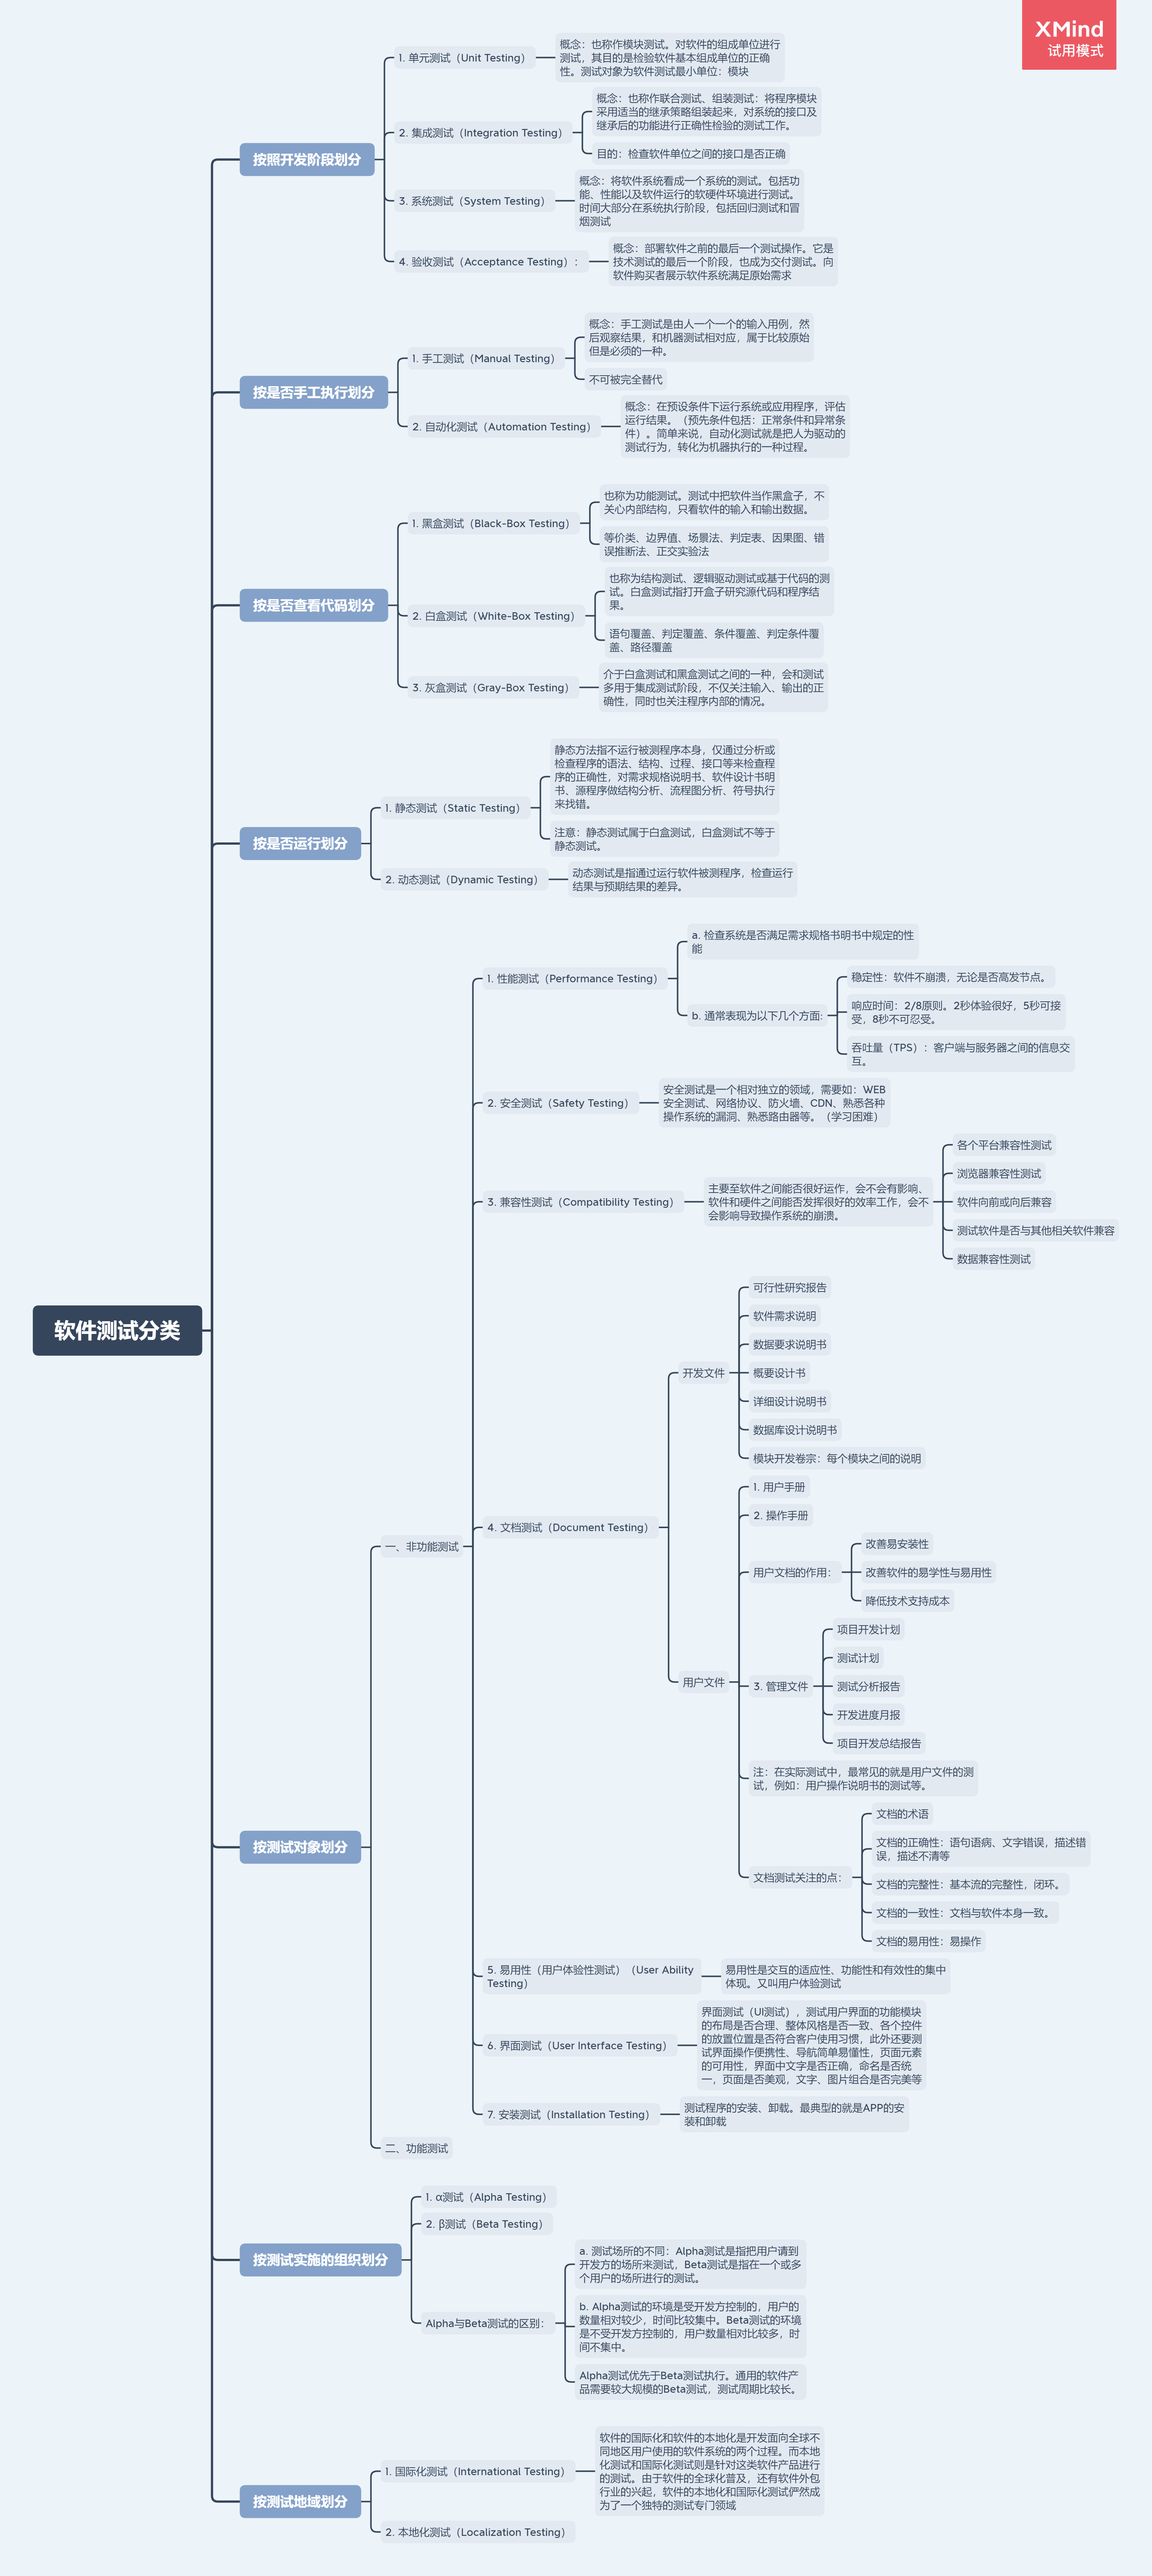 XMind
试用模式
软件测试分类
按照开发阶段划分
1. 单元测试（Unit Testing）
概念：也称作模块测试。对软件的组成单位进行
测试，其目的是检验软件基本组成单位的正确
性。测试对象为软件测试最小单位：模块
2. 集成测试（Integration Testing）
概念：也称作联合测试、组装测试：将程序模块
采用适当的继承策略组装起来，对系统的接口及
继承后的功能进行正确性检验的测试工作。
目的：检查软件单位之间的接口是否正确
3. 系统测试（System Testing）
概念：将软件系统看成一个系统的测试。包括功
能、性能以及软件运行的软硬件环境进行测试。
时间大部分在系统执行阶段，包括回归测试和冒
烟测试
4. 验收测试（Acceptance Testing）：
概念：部署软件之前的最后一个测试操作。它是
技术测试的最后一个阶段，也成为交付测试。向
软件购买者展示软件系统满足原始需求
按是否手工执行划分
1. 手工测试（Manual Testing）
概念：手工测试是由人一个一个的输入用例，然
后观察结果，和机器测试相对应，属于比较原始
但是必须的一种。
不可被完全替代
2. 自动化测试（Automation Testing）
概念：在预设条件下运行系统或应用程序，评估
运行结果。（预先条件包括：正常条件和异常条
件）。简单来说，自动化测试就是把人为驱动的
测试行为，转化为机器执行的一种过程。
按是否查看代码划分
1. 黑盒测试（Black-Box Testing）
也称为功能测试。测试中把软件当作黑盒子，不
关心内部结构，只看软件的输入和输出数据。
等价类、边界值、场景法、判定表、因果图、错
误推断法、正交实验法
2. 白盒测试（White-Box Testing）
也称为结构测试、逻辑驱动测试或基于代码的测
试。白盒测试指打开盒子研究源代码和程序结
果。
语句覆盖、判定覆盖、条件覆盖、判定条件覆
盖、路径覆盖
3. 灰盒测试（Gray-Box Testing）
介于白盒测试和黑盒测试之间的一种，会和测试
多用于集成测试阶段，不仅关注输入、输出的正
确性，同时也关注程序内部的情况。
按是否运行划分
1. 静态测试（Static Testing）
静态方法指不运行被测程序本身，仅通过分析或
检查程序的语法、结构、过程、接口等来检查程
序的正确性，对需求规格说明书、软件设计书明
书、源程序做结构分析、流程图分析、符号执行
来找错。
注意：静态测试属于白盒测试，白盒测试不等于
静态测试。
2. 动态测试（Dynamic Testing）
动态测试是指通过运行软件被测程序，检查运行
结果与预期结果的差异。
按测试对象划分
一、非功能测试
1. 性能测试（Performance Testing）
a. 检查系统是否满足需求规格书明书中规定的性
能
b. 通常表现为以下几个方面:
稳定性：软件不崩溃，无论是否高发节点。
响应时间：2/8原则。2秒体验很好，5秒可接
受，8秒不可忍受。
吞吐量（TPS）：客户端与服务器之间的信息交
互。
2. 安全测试（Safety Testing）
安全测试是一个相对独立的领域，需要如：WEB
安全测试、网络协议、防火墙、CDN、熟悉各种
操作系统的漏洞、熟悉路由器等。（学习困难）
3. 兼容性测试（Compatibility Testing）
主要至软件之间能否很好运作，会不会有影响、
软件和硬件之间能否发挥很好的效率工作，会不
会影响导致操作系统的崩溃。
各个平台兼容性测试
浏览器兼容性测试
软件向前或向后兼容
测试软件是否与其他相关软件兼容
数据兼容性测试
4. 文档测试（Document Testing）
开发文件
可行性研究报告
软件需求说明
数据要求说明书
概要设计书
详细设计说明书
数据库设计说明书
模块开发卷宗：每个模块之间的说明
用户文件
1. 用户手册
2. 操作手册
用户文档的作用：
改善易安装性
改善软件的易学性与易用性
降低技术支持成本
3. 管理文件
项目开发计划
测试计划
测试分析报告
开发进度月报
项目开发总结报告
注：在实际测试中，最常见的就是用户文件的测
试，例如：用户操作说明书的测试等。
文档测试关注的点：
文档的术语
文档的正确性：语句语病、文字错误，描述错
误，描述不清等
文档的完整性：基本流的完整性，闭环。
文档的一致性：文档与软件本身一致。
文档的易用性：易操作
5. 易用性（用户体验性测试）（User Ability
Testing）
易用性是交互的适应性、功能性和有效性的集中
体现。又叫用户体验测试
6. 界面测试（User Interface Testing）
界面测试（UI测试），测试用户界面的功能模块
的布局是否合理、整体风格是否一致、各个控件
的放置位置是否符合客户使用习惯，此外还要测
试界面操作便携性、导航简单易懂性，页面元素
的可用性，界面中文字是否正确，命名是否统
一，页面是否美观，文字、图片组合是否完美等
7. 安装测试（Installation Testing）
测试程序的安装、卸载。最典型的就是APP的安
装和卸载
二、功能测试
按测试实施的组织划分
1. α测试（Alpha Testing）
2. β测试（Beta Testing）
Alpha与Beta测试的区别：
a. 测试场所的不同：Alpha测试是指把用户请到
开发方的场所来测试，Beta测试是指在一个或多
个用户的场所进行的测试。
b. Alpha测试的环境是受开发方控制的，用户的
数量相对较少，时间比较集中。Beta测试的环境
是不受开发方控制的，用户数量相对比较多，时
间不集中。
Alpha测试优先于Beta测试执行。通用的软件产
品需要较大规模的Beta测试，测试周期比较长。
按测试地域划分
1. 国际化测试（International Testing）
软件的国际化和软件的本地化是开发面向全球不
同地区用户使用的软件系统的两个过程。而本地
化测试和国际化测试则是针对这类软件产品进行
的测试。由于软件的全球化普及，还有软件外包
行业的兴起，软件的本地化和国际化测试俨然成
为了一个独特的测试专门领域
2. 本地化测试（Localization Testing）